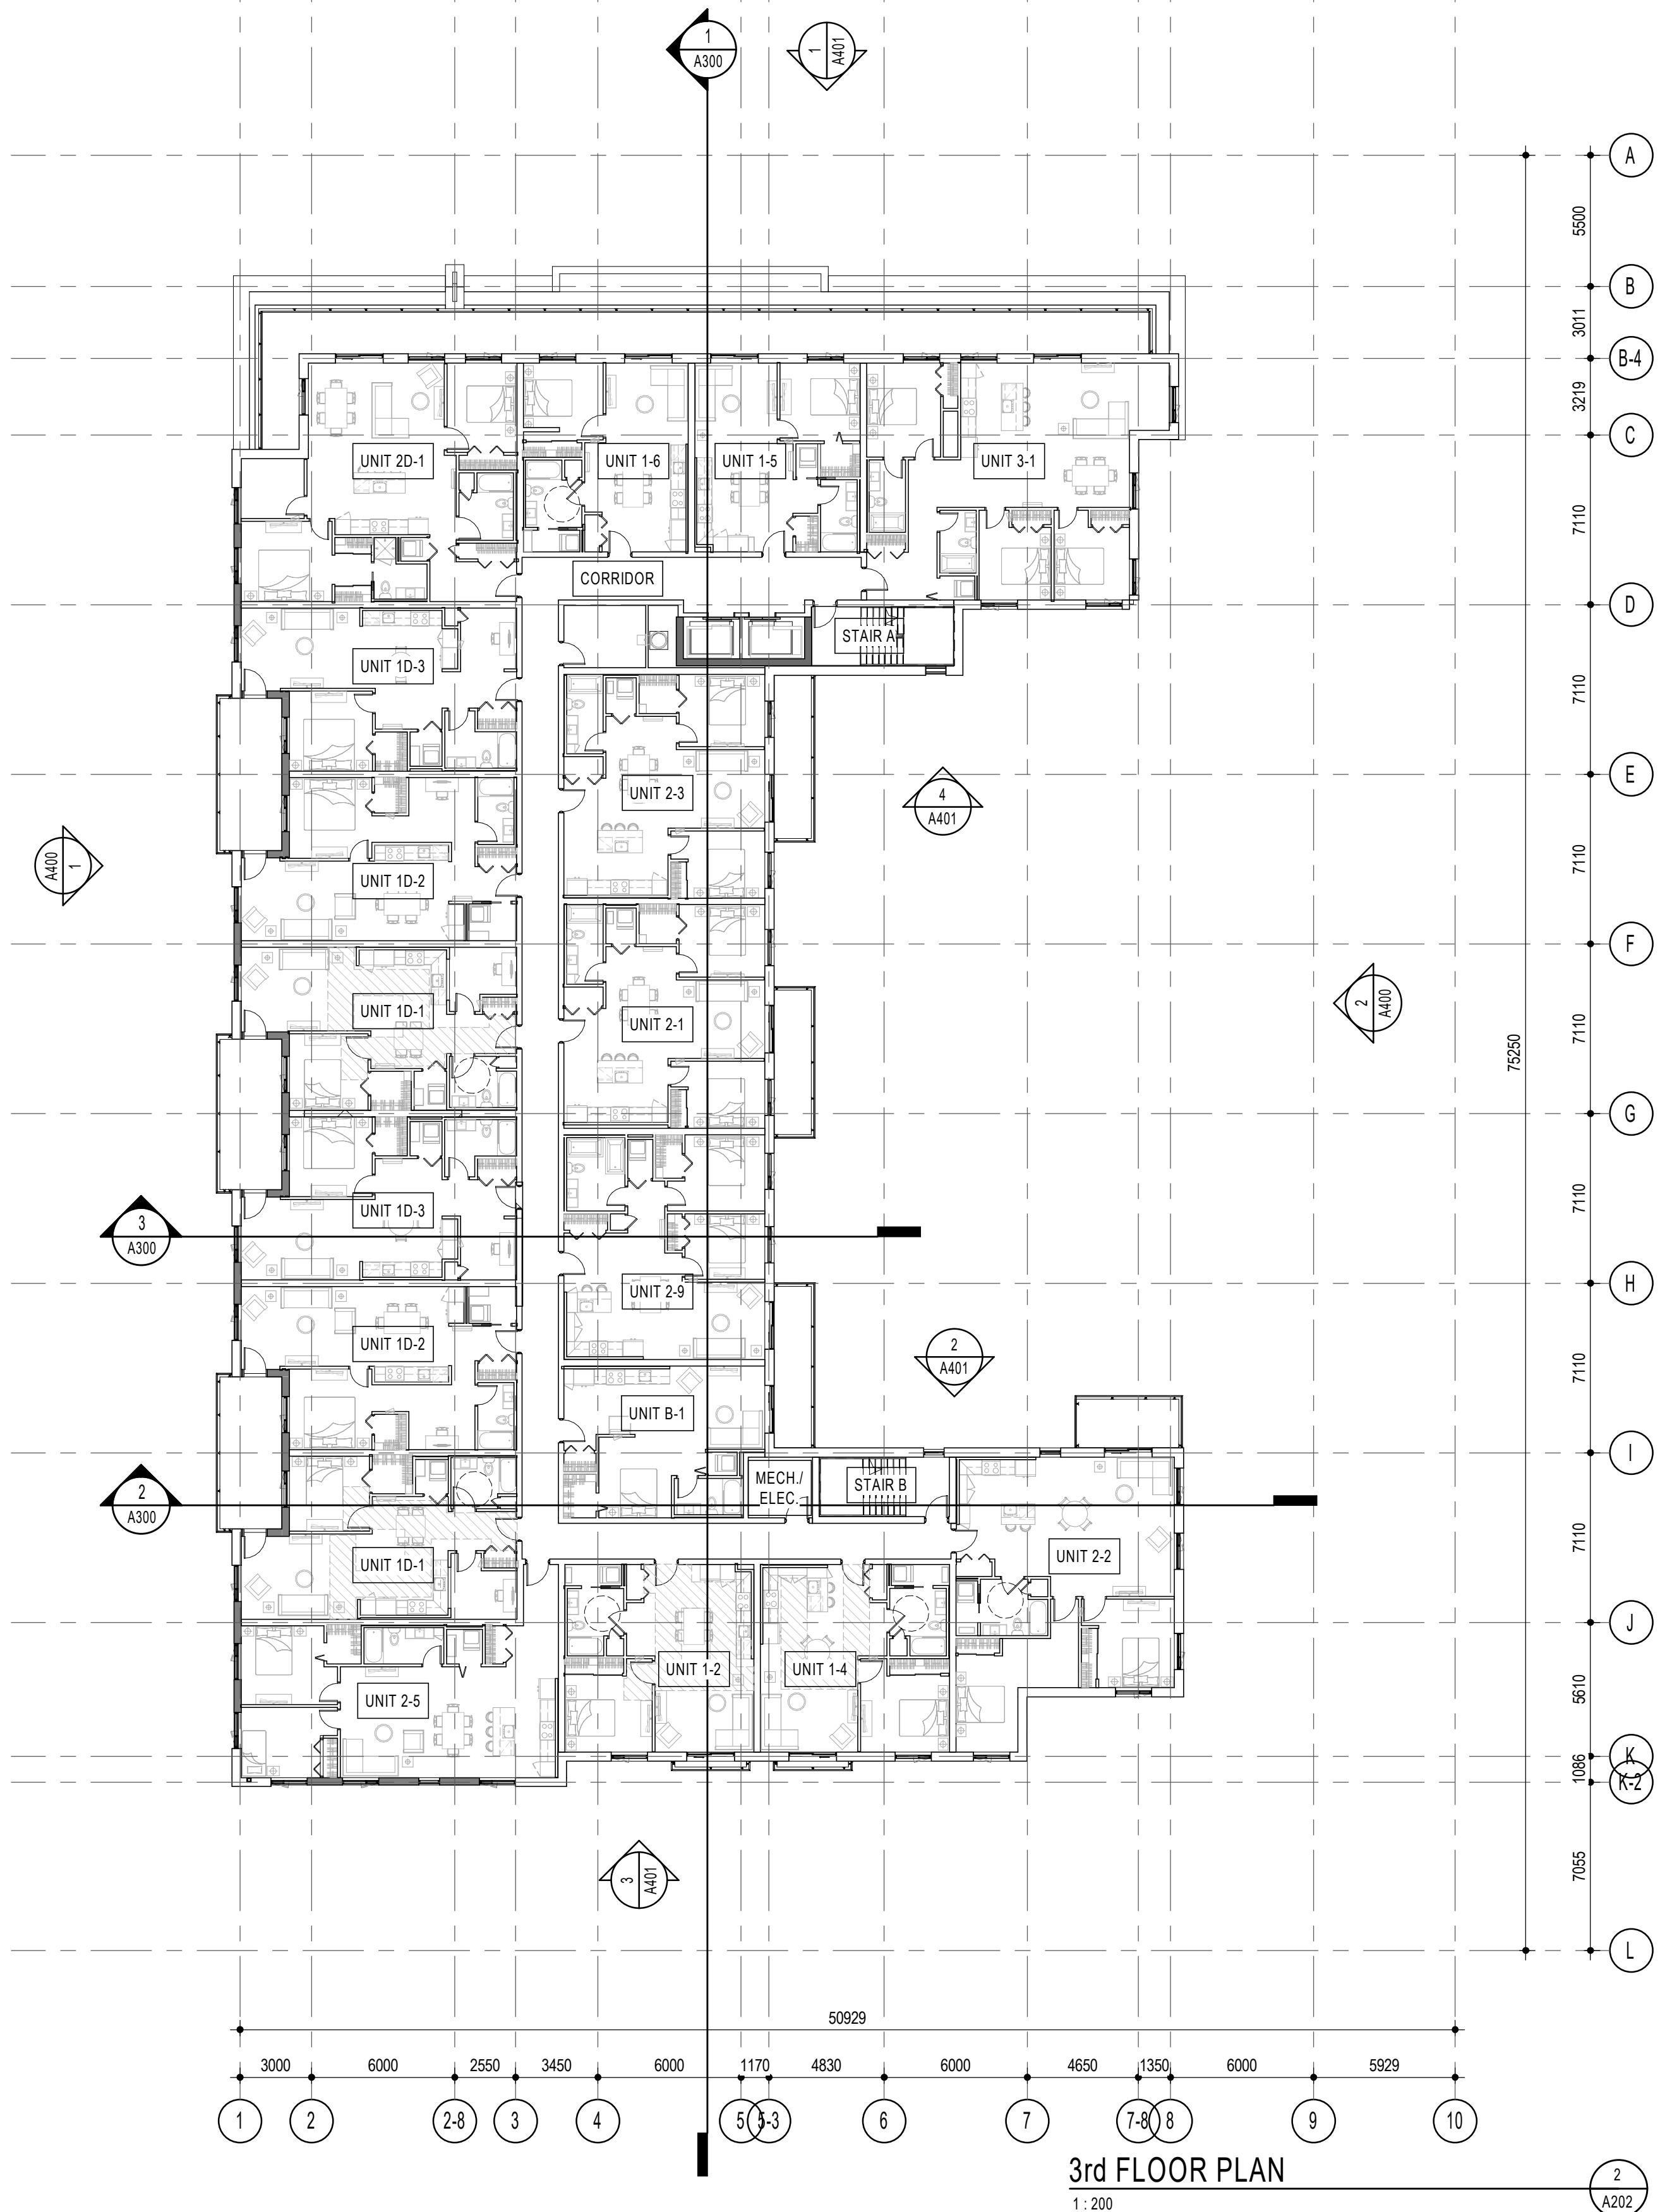 1
A300
1
A401
A
5500
B
3011
B-4
3219
C
UNIT 2D-1
UNIT 1-6
UNIT 1-5
UNIT 3-1
7110
CORRIDOR
D
STAIR A
UNIT 1D-3
7110
E
UNIT 2-3
4
A401
1
A400
UNIT 1D-2
7110
F
2
A400
UNIT 1D-1
UNIT 2-1
7110
75250
G
UNIT 1D-3
7110
3
A300
H
UNIT 2-9
UNIT 1D-2
2
A401
7110
UNIT B-1
I
MECH./
ELEC.
STAIR B
2
A300
UNIT 1D-1
UNIT 2-2
7110
J
UNIT 1-2
UNIT 1-4
UNIT 2-5
5610
K
1086
K-2
3
A401
7055
L
50929
3000
6000
2550
3450
6000
1170
4830
6000
4650
1350
6000
5929
1
2
2-8
3
4
5
5-3
6
7
7-8
8
9
10
3rd FLOOR PLAN
1 : 200
2
A202